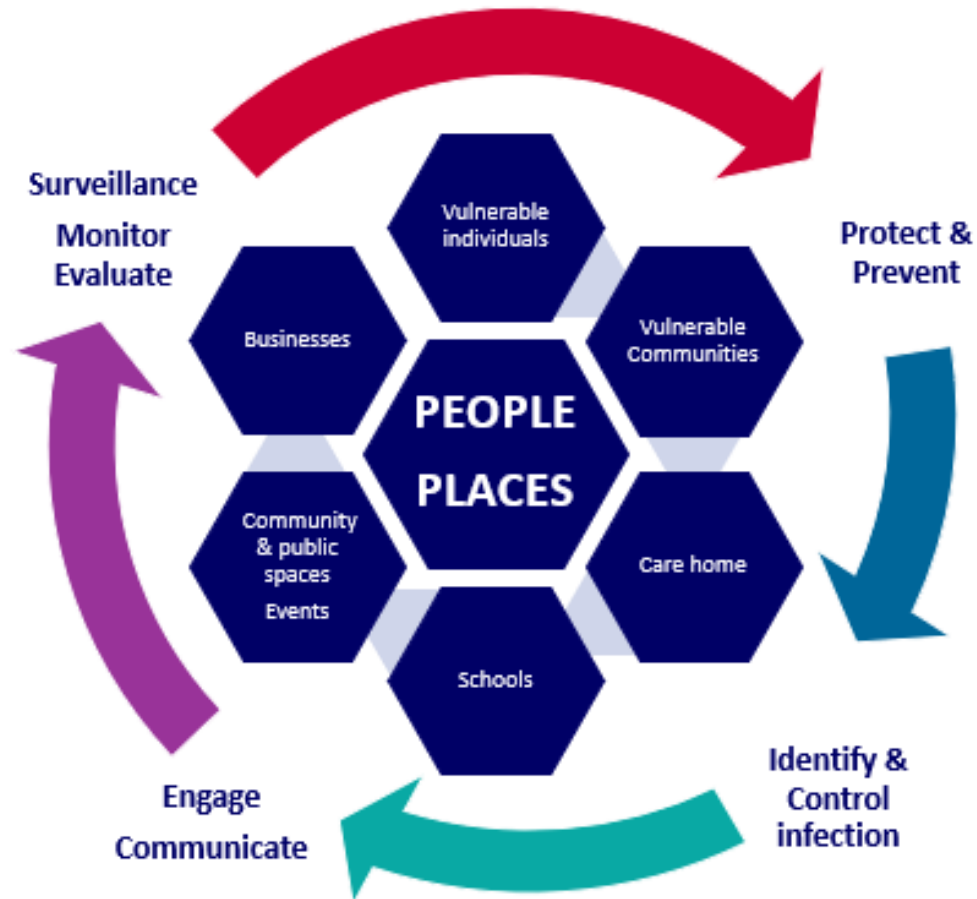 Surveillance
Monitor
Evaluate
Vulnerable
individuals
Protect &
Prevent
Businesses
Vulnerable
Communities
PEOPLE
PLACES
Community
& public
spaces
Events
Care home
Schools
Engage
Communicate
Identify &
Control
infection